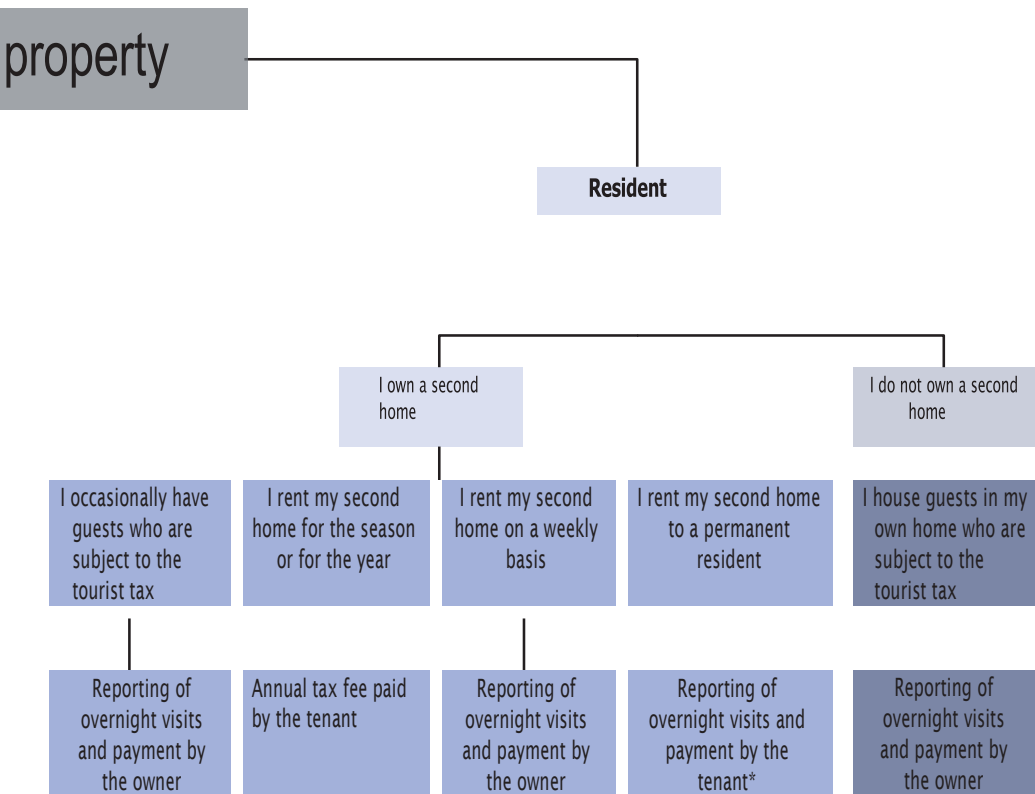 property
Resident
I own a second
home
I do not own a second
home
I occasionally have
guests who are
subject to the
tourist tax
I rent my second
home for the season
or for the year
I rent my second
home on a weekly
basis
I rent my second home
to a permanent
resident
I house guests in my
own home who are
subject to the
tourist tax
Reporting of
overnight visits
and payment by
the owner
Annual tax fee paid
by the tenant
Reporting of
overnight visits
and payment by
the owner
Reporting of
overnight visits and
payment by the
tenant*
Reporting of
overnight visits
and payment by
the owner